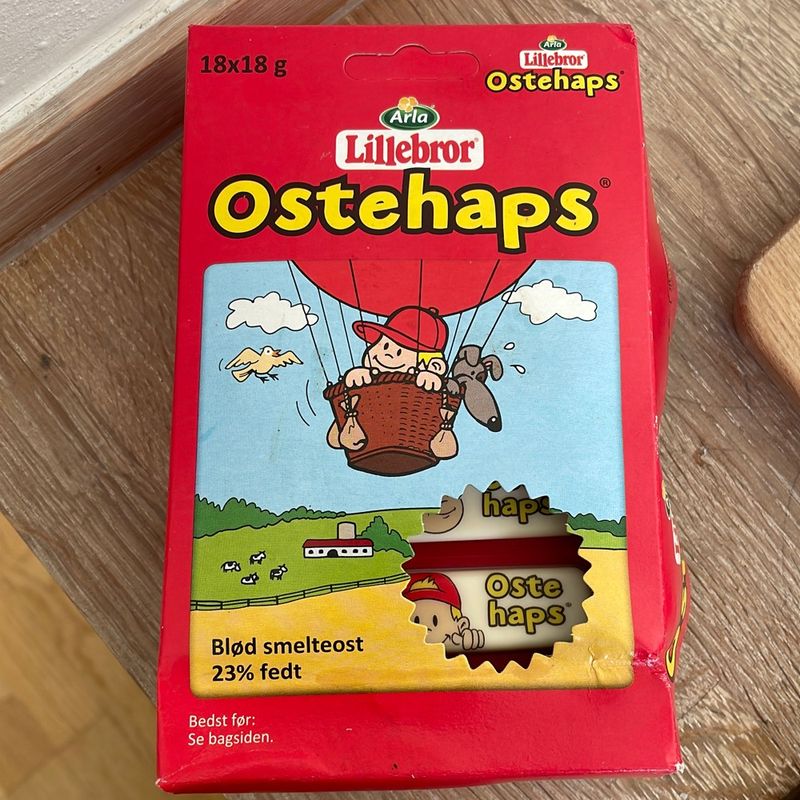 18x18 g
Arla
Lillebror
Ostehaps®
Arla
Lillebror
Ostehaps®
haps
Oste
haps®
Blød smelteost
23% fedt
Bedst før:
Se bagsiden.